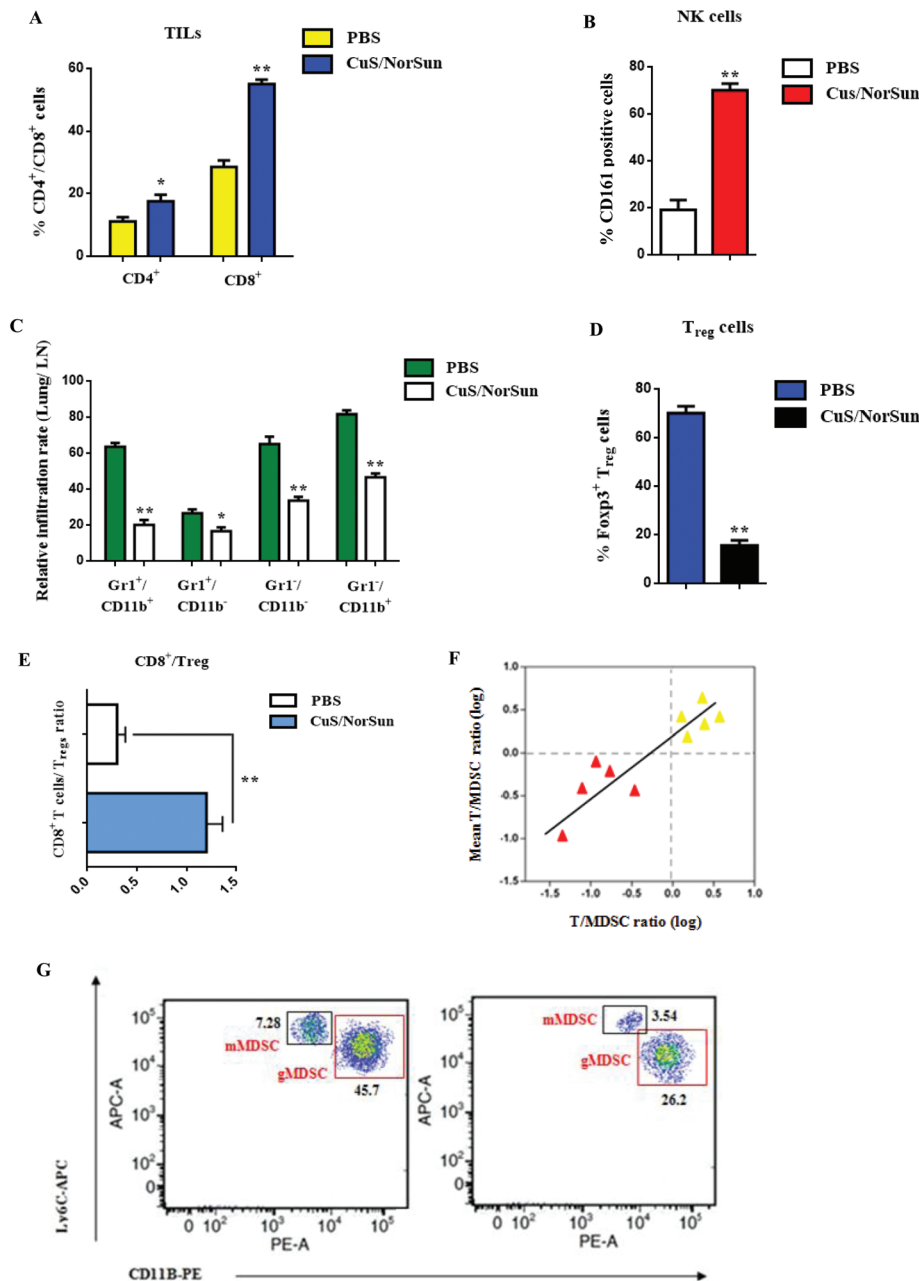 A
TILs
PBS
CuS/NorSun
% CD4+/CD8+ cells
60
40
20
0
*
**
CD4+
CD8+
B
NK cells
PBS
Cus/NorSun
% CD161 positive cells
80
60
40
20
0
**
C
PBS
CuS/NorSun
Relative infiltration rate (Lung/ LN)
100
80
60
40
20
0
**
*
**
**
Gr1+/ CD11b+
Gr1+/ CD11b-
Gr1-/ CD11b-
Gr1-/ CD11b+
D
Treg cells
PBS
CuS/NorSun
% Foxp3+ Treg cells
80
60
40
20
0
**
E
CD8+/Treg
PBS
CuS/NorSun
CD8+ T cells/ Tregs ratio
**
0.0
0.5
1.0
1.5
F
Mean T/MDSC ratio (log)
1.0
0.5
0.0
-0.5
-1.0
-1.5
-1.5
-1.0
-0.5
0.0
0.5
1.0
T/MDSC ratio (log)
G
Ly6C-APC
APC-A
10^5
10^4
10^3
10^2
0
7.28
mMDSC
gMDSC
45.7
0 10^2 10^3 10^4 10^5
PE-A
APC-A
10^5
10^4
10^3
10^2
0
mMDSC
3.54
gMDSC
26.2
0 10^2 10^3 10^4 10^5
PE-A
CD11B-PE